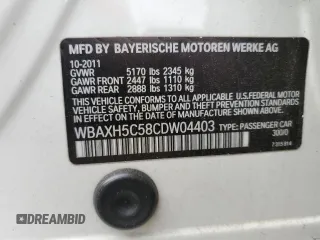 MFD BY BAYERISCHE MOTOREN WERKE AG
10-2011
GVWR 5170 lbs 2345 kg
GAWR FRONT 2447 lbs 1110 kg
GAWR REAR 2888 lbs 1310 kg
THIS VEHICLE CONFORMS TO ALL APPLICABLE
U.S. FEDERAL MOTOR
VEHICLE SAFETY, BUMPER, AND THEFT PREVENTION
STANDARDS IN EFFECT ON THE DATE OF
MANUFACTURE SHOWN ABOVE.
WBAXH5C58CDW04403 TYPE: PASSENGER CAR
300/0
DREAMBID